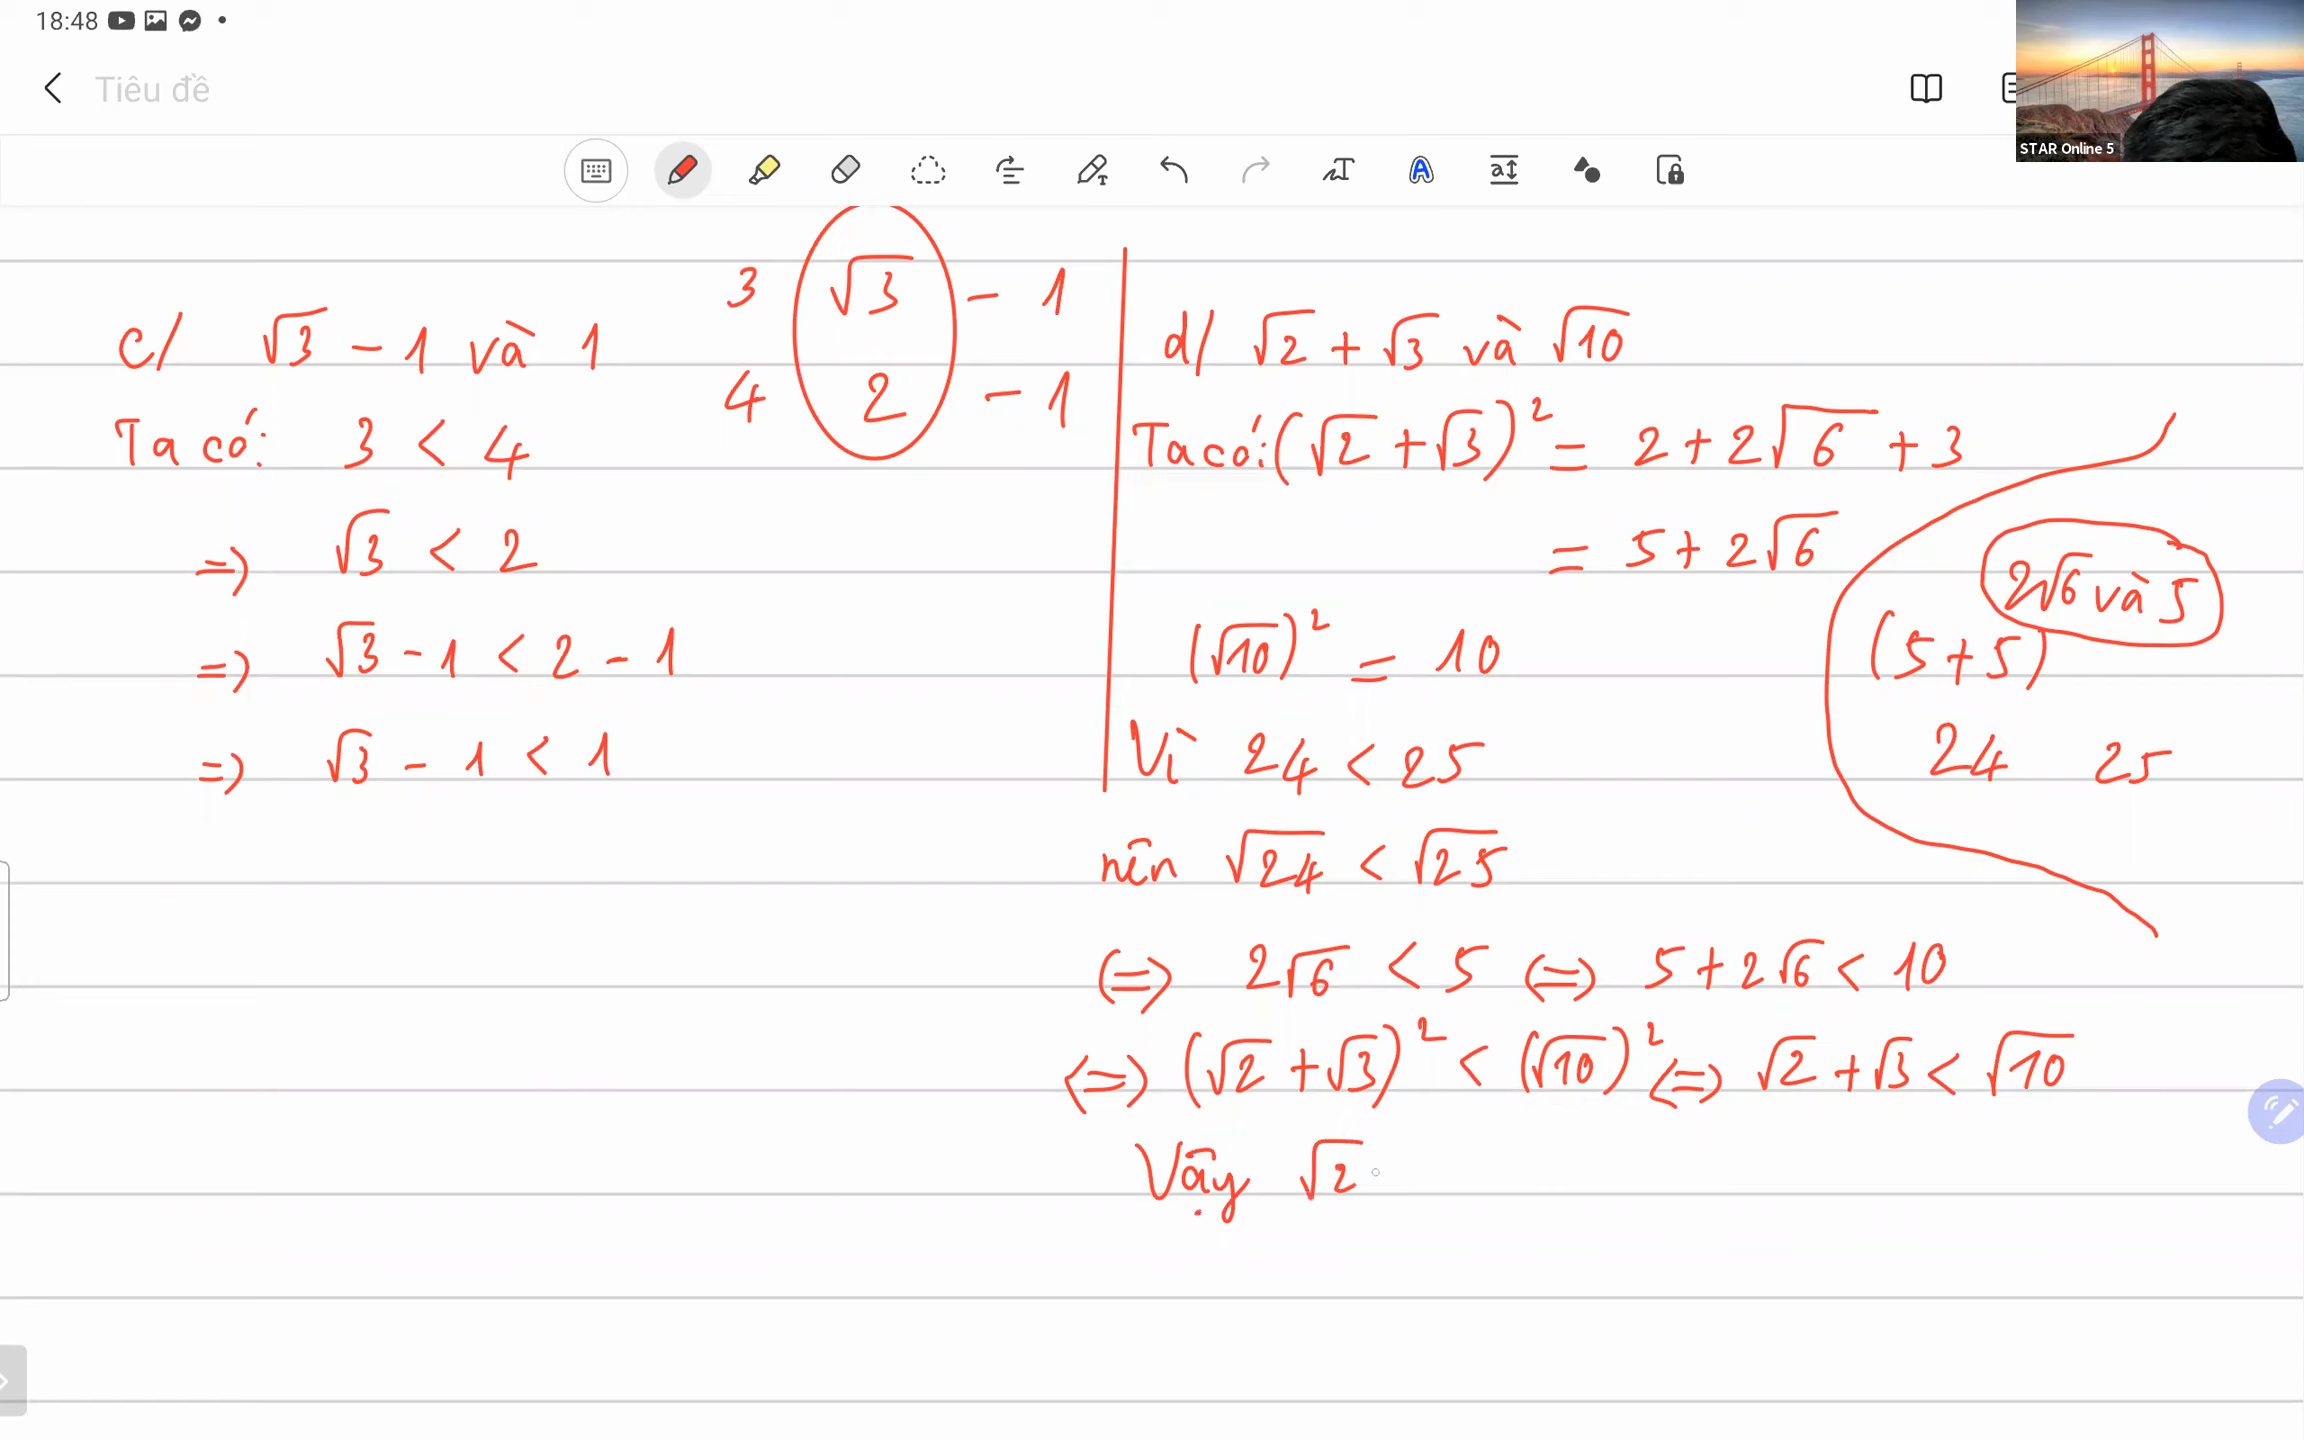 18:48
Tiêu đề
STAR Online 5
3 √3 - 1
4 2 - 1
c/ √3 - 1 và 1
Ta có: 3 < 4
=> √3 < 2
=> √3 - 1 < 2 - 1
=> √3 - 1 < 1
d/ √2 + √3 và √10
Ta có: (√2 + √3)² = 2 + 2√6 + 3
= 5 + 2√6
2√6 và 5
(5 + 5)
24 25
(√10)² = 10
Vì 24 < 25
nên √24 < √25
<=> 2√6 < 5 <=> 5 + 2√6 < 10
<=> (√2 + √3)² < (√10)² <=> √2 + √3 < √10
Vậy √2